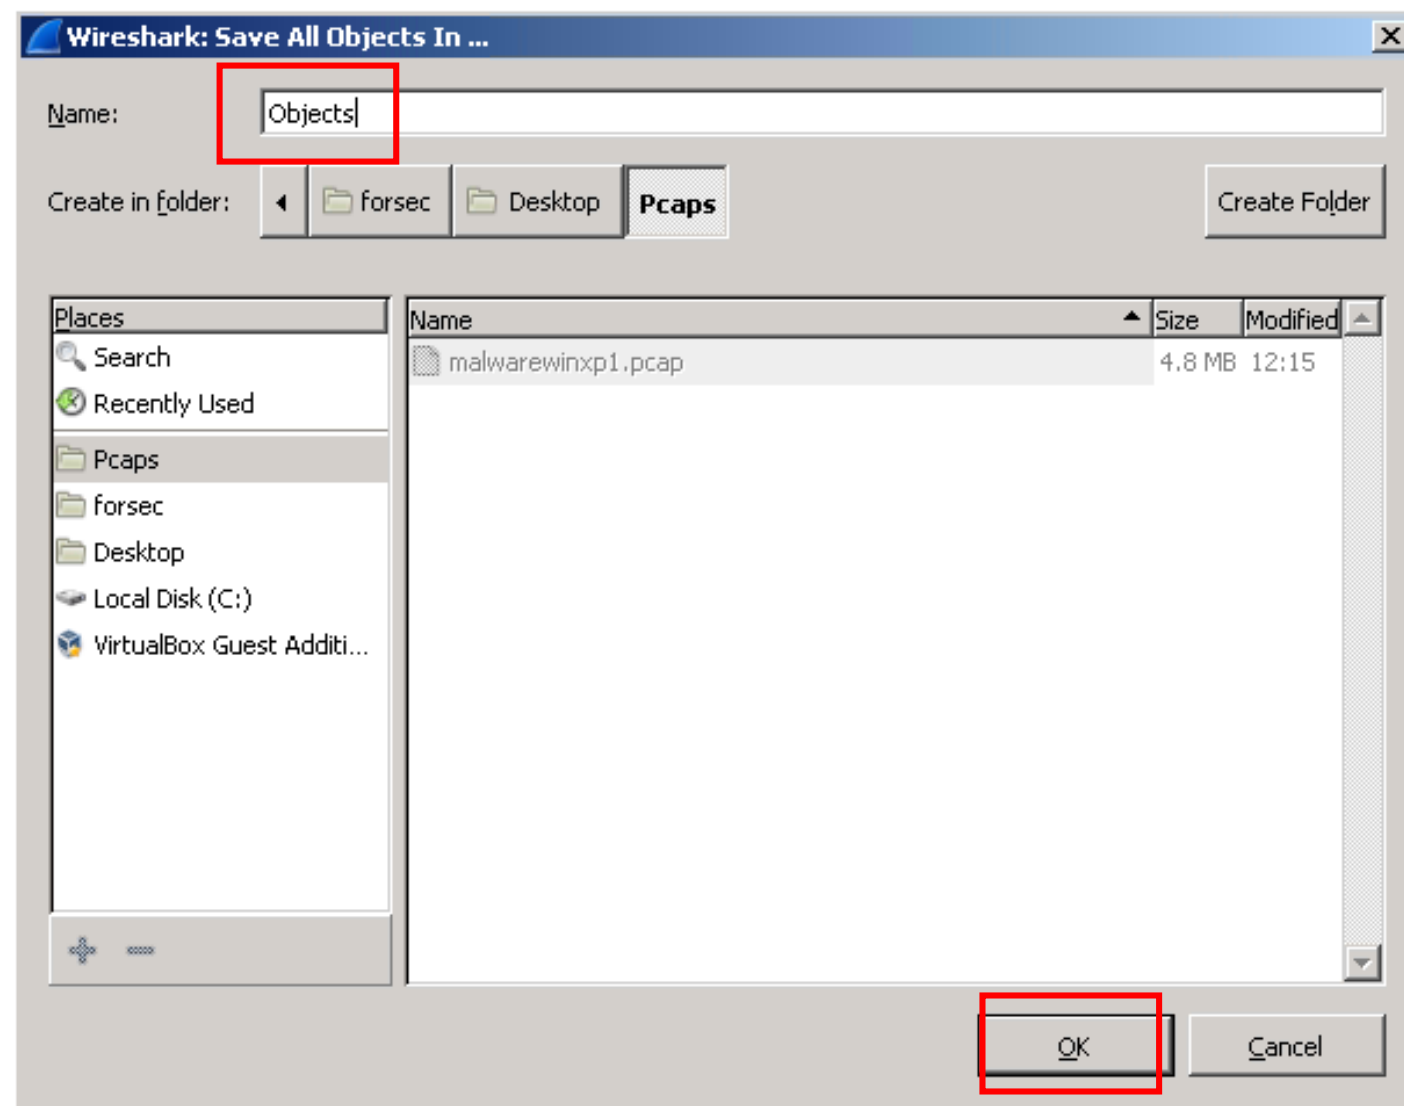 Wireshark: Save All Objects In ...
Name: Objects
Create in folder: forsec Desktop Pcaps Create Folder
Places Name Size Modified
Search malwarewinxp1.pcap 4.8 MB 12:15
Recently Used
Pcaps
forsec
Desktop
Local Disk (C:)
VirtualBox Guest Additi...
OK Cancel